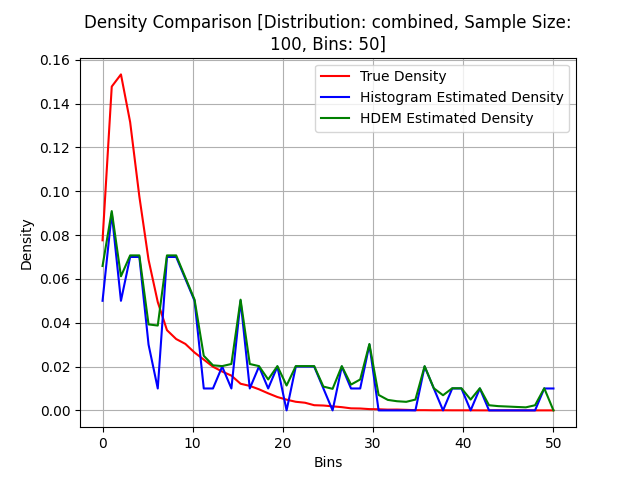 Density Comparison [Distribution: combined, Sample Size:
100, Bins: 50]
True Density
Histogram Estimated Density
HDEM Estimated Density
Density
0.16
0.14
0.12
0.10
0.08
0.06
0.04
0.02
0.00
0 10 20 30 40 50
Bins